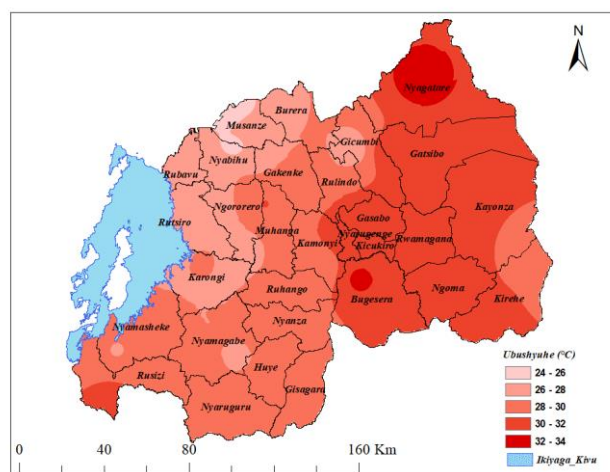 N
Nyagatare
Burera
Musanze
Gicumbi
Gatsibo
Nyabihu
Gakenke
Rubavu
Rulindo
Kayonza
Ngororero
Rutsiro
Gasabo
Muhanga
Nyarugenge
Rwamagana
Kamonyi
Kicukiro
Karongi
Ruhango
Bugesera
Ngoma
Kirehe
Nyanza
Nyamasheke
Nyamagabe
Huye
Rusizi
Gisagara
Nyaruguru
Ubushyuhe (°C)
24 - 26
26 - 28
28 - 30
30 - 32
32 - 34
Ikiyaga_Kivu
0 40 80 160 Km